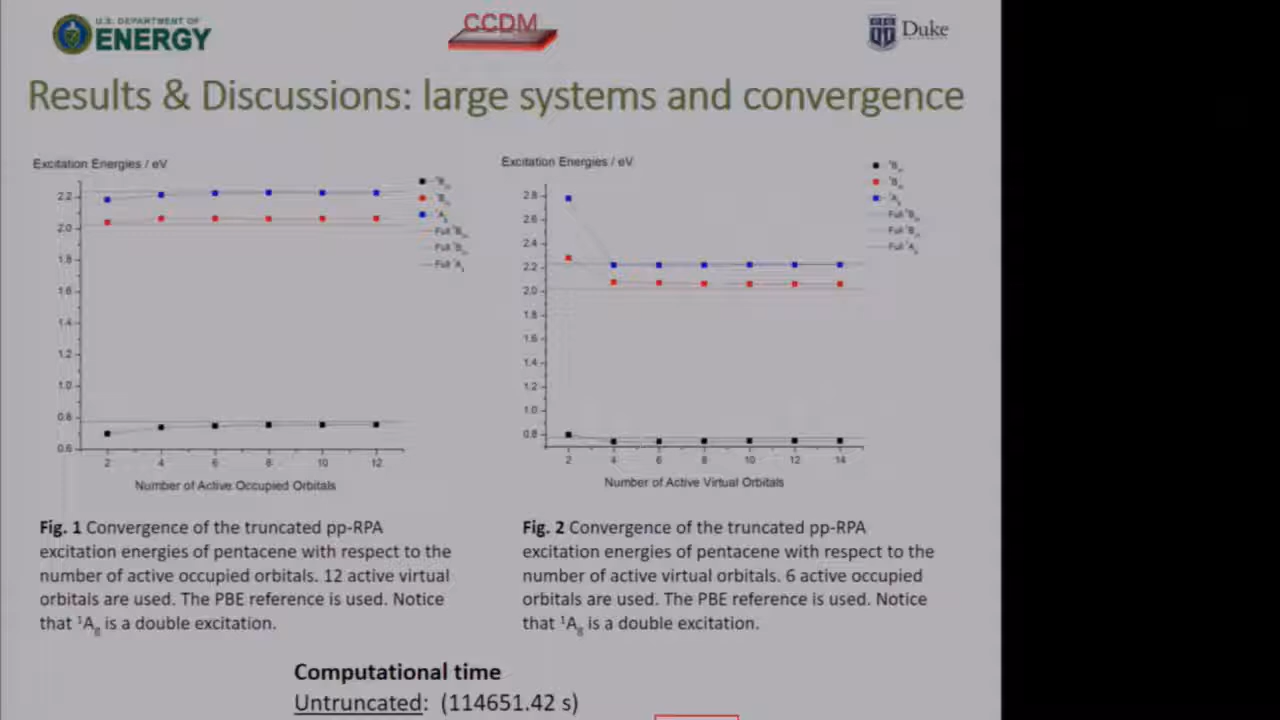 U.S. DEPARTMENT OF
ENERGY
CCDM
Duke
Results & Discussions: large systems and convergence
Excitation Energies / eV
2.2
2.0
1.8
1.6
1.4
1.2
1.0
0.8
0.6
2 4 6 8 10 12
Number of Active Occupied Orbitals
Full
Full
Full
Excitation Energies / eV
2.8
2.6
2.4
2.2
2.0
1.8
1.6
1.4
1.2
1.0
0.8
2 4 6 8 10 12 14
Number of Active Virtual Orbitals
Full
Full
Full
Fig. 1 Convergence of the truncated pp-RPA
excitation energies of pentacene with respect to the
number of active occupied orbitals. 12 active virtual
orbitals are used. The PBE reference is used. Notice
that ¹Ag is a double excitation.
Fig. 2 Convergence of the truncated pp-RPA
excitation energies of pentacene with respect to the
number of active virtual orbitals. 6 active occupied
orbitals are used. The PBE reference is used. Notice
that ¹Ag is a double excitation.
Computational time
Untruncated: (114651.42 s)